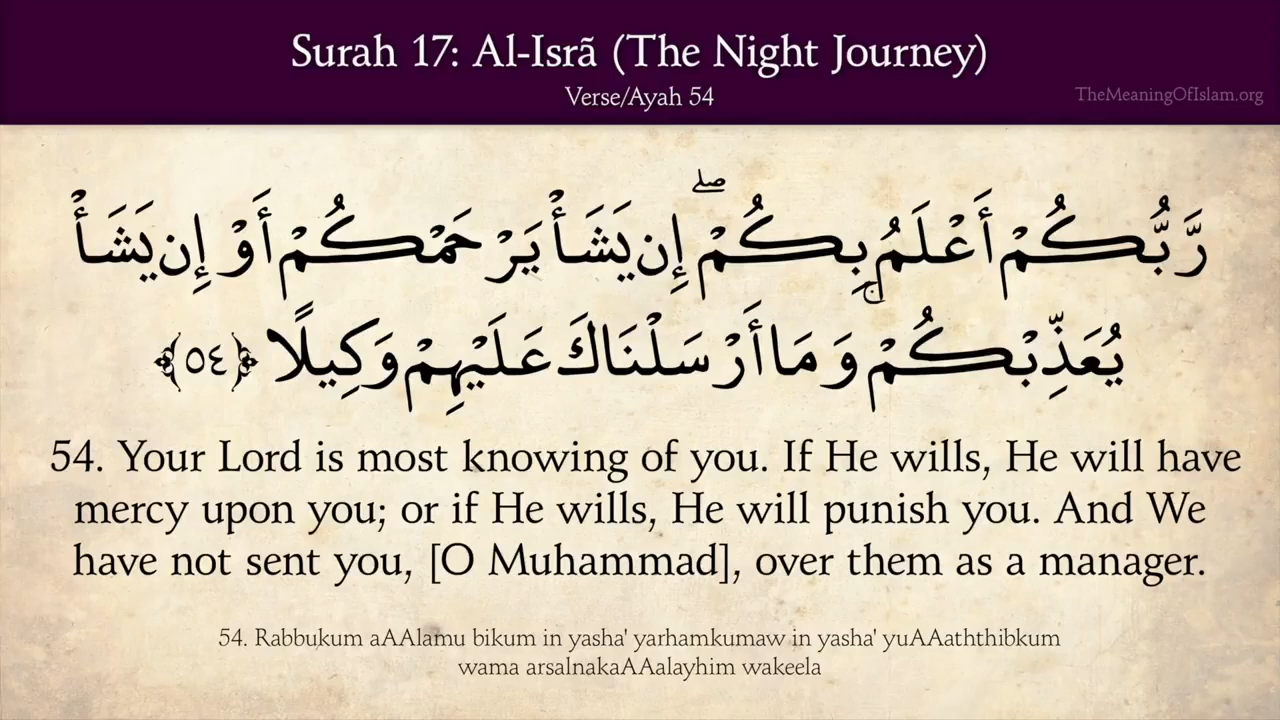 Surah 17: Al-Isrã (The Night Journey)
Verse/Ayah 54
TheMeaningOfIslam.org
رَّبُّكُمْ أَعْلَمُ بِكُمْ ۖ إِن يَشَأْ يَرْحَمْكُمْ أَوْ إِن يَشَأْ
يُعَذِّبْكُمْ ۚ وَمَا أَرْسَلْنَاكَ عَلَيْهِمْ وَكِيلًا ﴿٥٤﴾
54. Your Lord is most knowing of you. If He wills, He will have
mercy upon you; or if He wills, He will punish you. And We
have not sent you, [O Muhammad], over them as a manager.
54. Rabbukum aAAlamu bikum in yasha' yarhamkumaw in yasha' yuAAaththibkum
wama arsalnakaAAalayhim wakeela